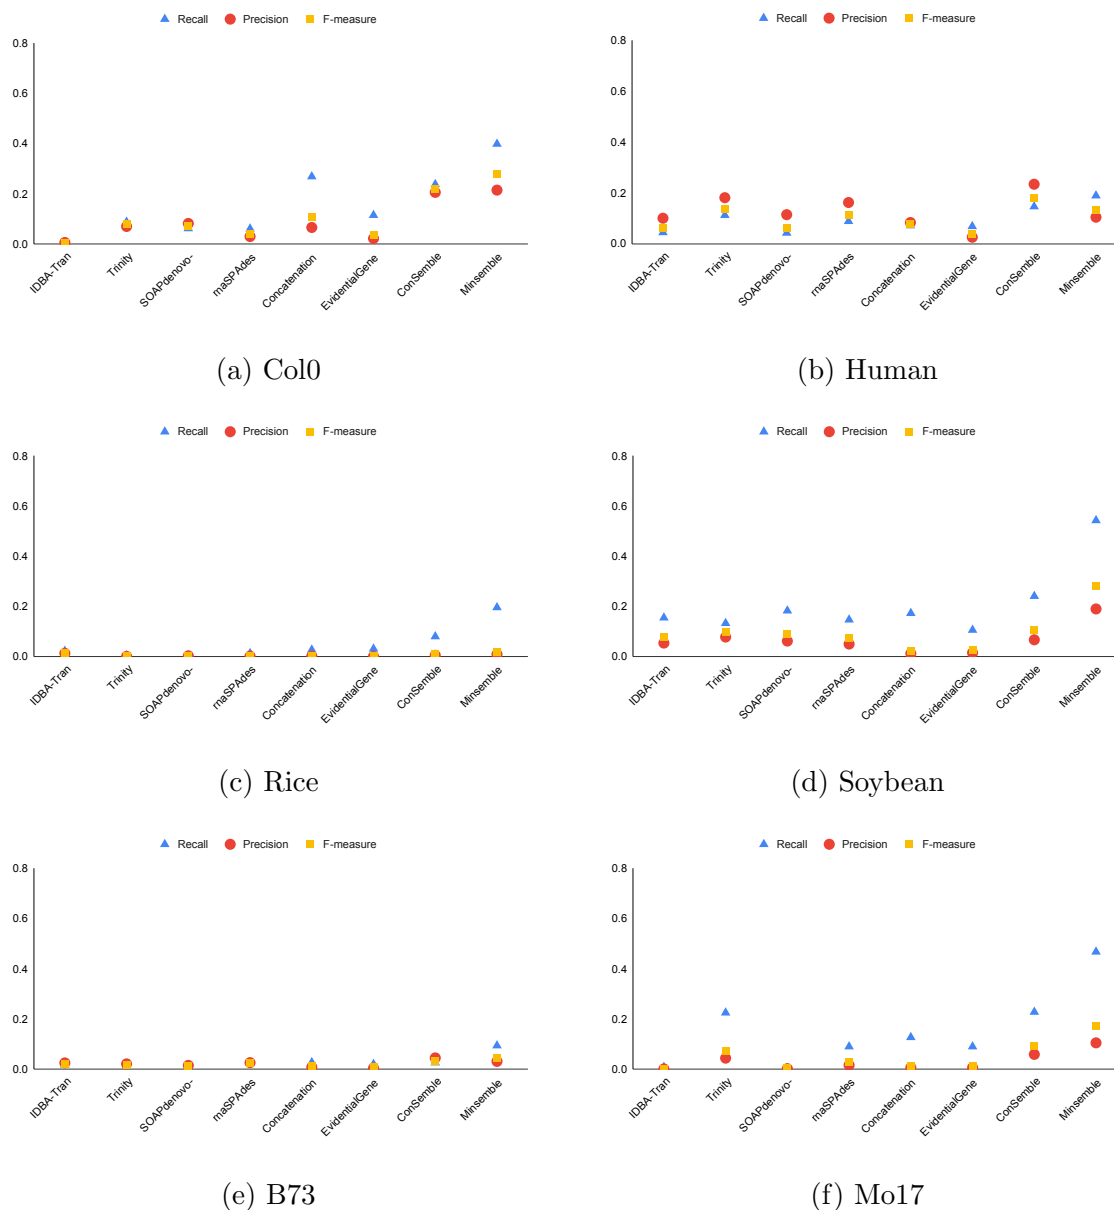 Recall Precision F-measure
0.8
0.6
0.4
0.2
0.0
IDBA-Tran Trinity SOAPdenovo- rnaSPAdes Concatenation EvidentialGene ConSemble Minsemble
(a) Col0
Recall Precision F-measure
0.8
0.6
0.4
0.2
0.0
IDBA-Tran Trinity SOAPdenovo- rnaSPAdes Concatenation EvidentialGene ConSemble Minsemble
(b) Human
Recall Precision F-measure
0.8
0.6
0.4
0.2
0.0
IDBA-Tran Trinity SOAPdenovo- rnaSPAdes Concatenation EvidentialGene ConSemble Minsemble
(c) Rice
Recall Precision F-measure
0.8
0.6
0.4
0.2
0.0
IDBA-Tran Trinity SOAPdenovo- rnaSPAdes Concatenation EvidentialGene ConSemble Minsemble
(d) Soybean
Recall Precision F-measure
0.8
0.6
0.4
0.2
0.0
IDBA-Tran Trinity SOAPdenovo- rnaSPAdes Concatenation EvidentialGene ConSemble Minsemble
(e) B73
Recall Precision F-measure
0.8
0.6
0.4
0.2
0.0
IDBA-Tran Trinity SOAPdenovo- rnaSPAdes Concatenation EvidentialGene ConSemble Minsemble
(f) Mo17